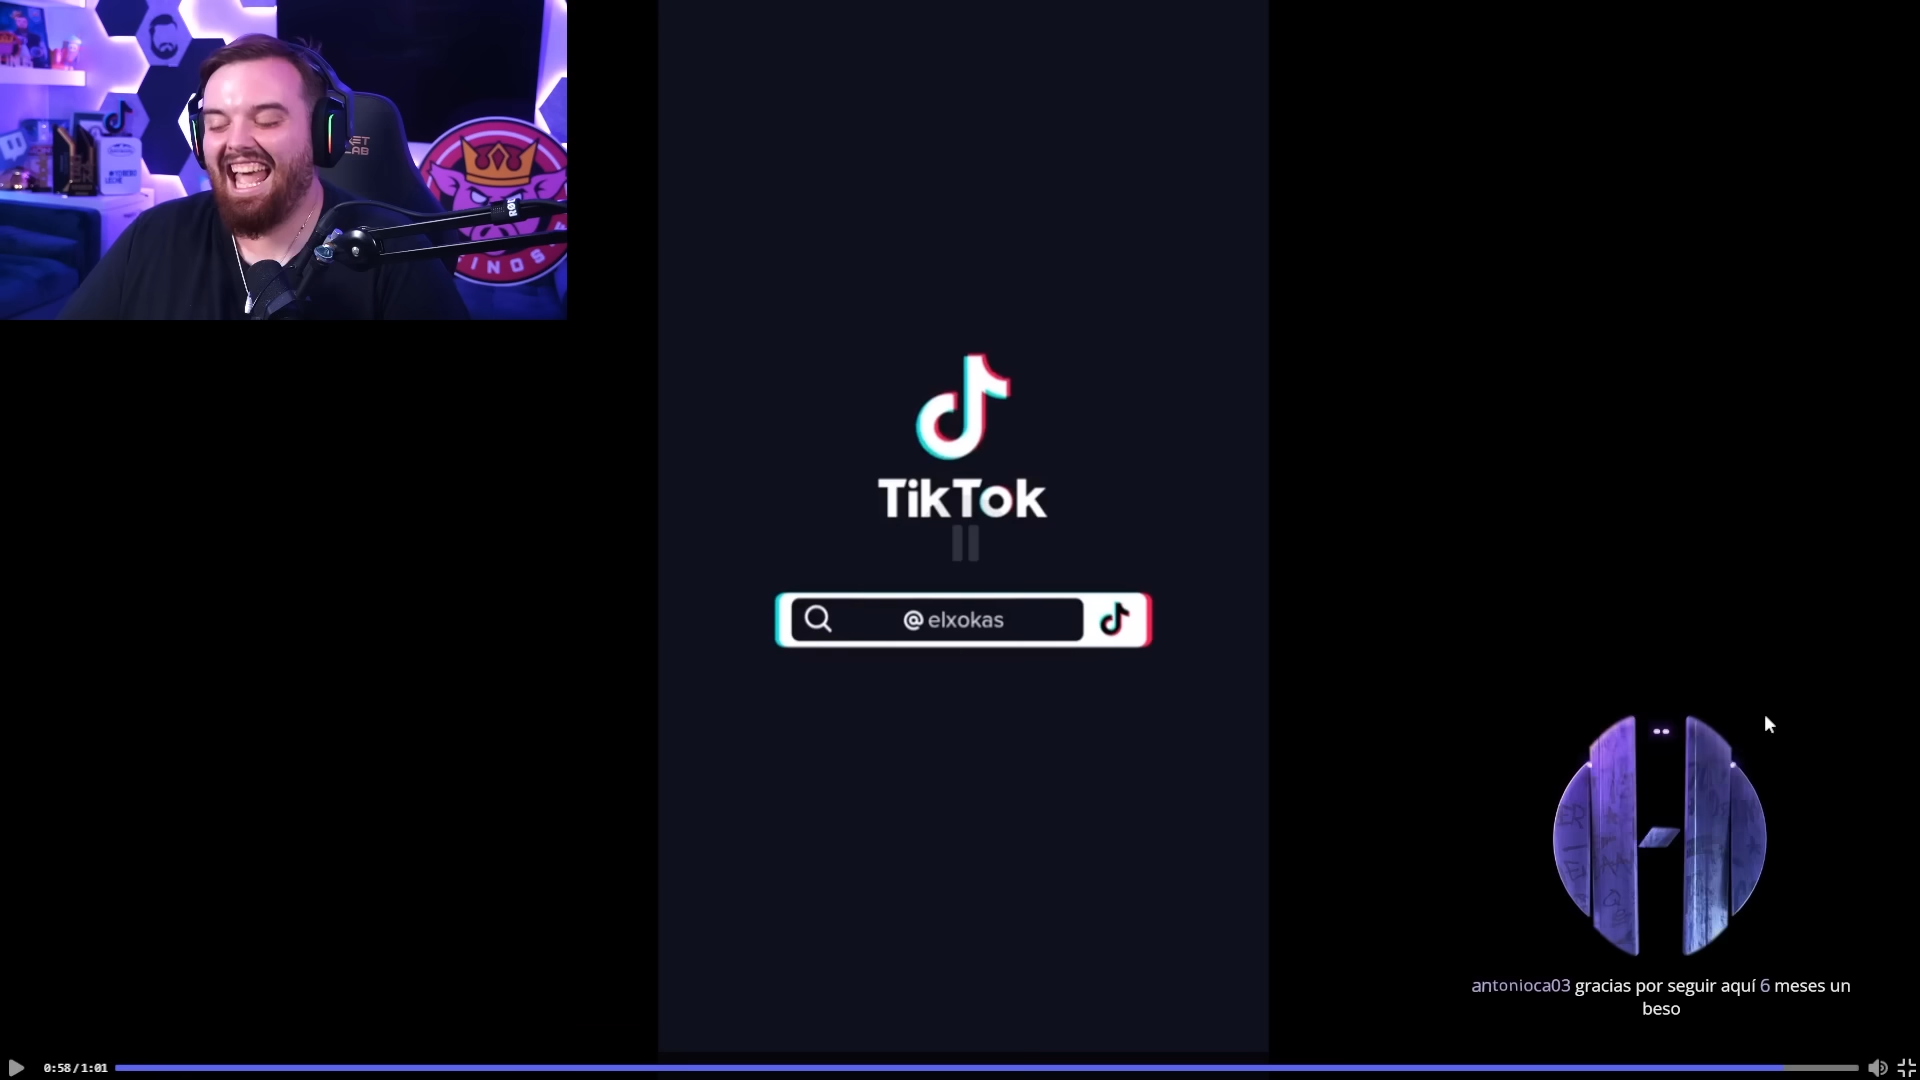 TikTok
@elxokas
antonioca03 gracias por seguir aquí 6 meses un
beso
0:58/1:01